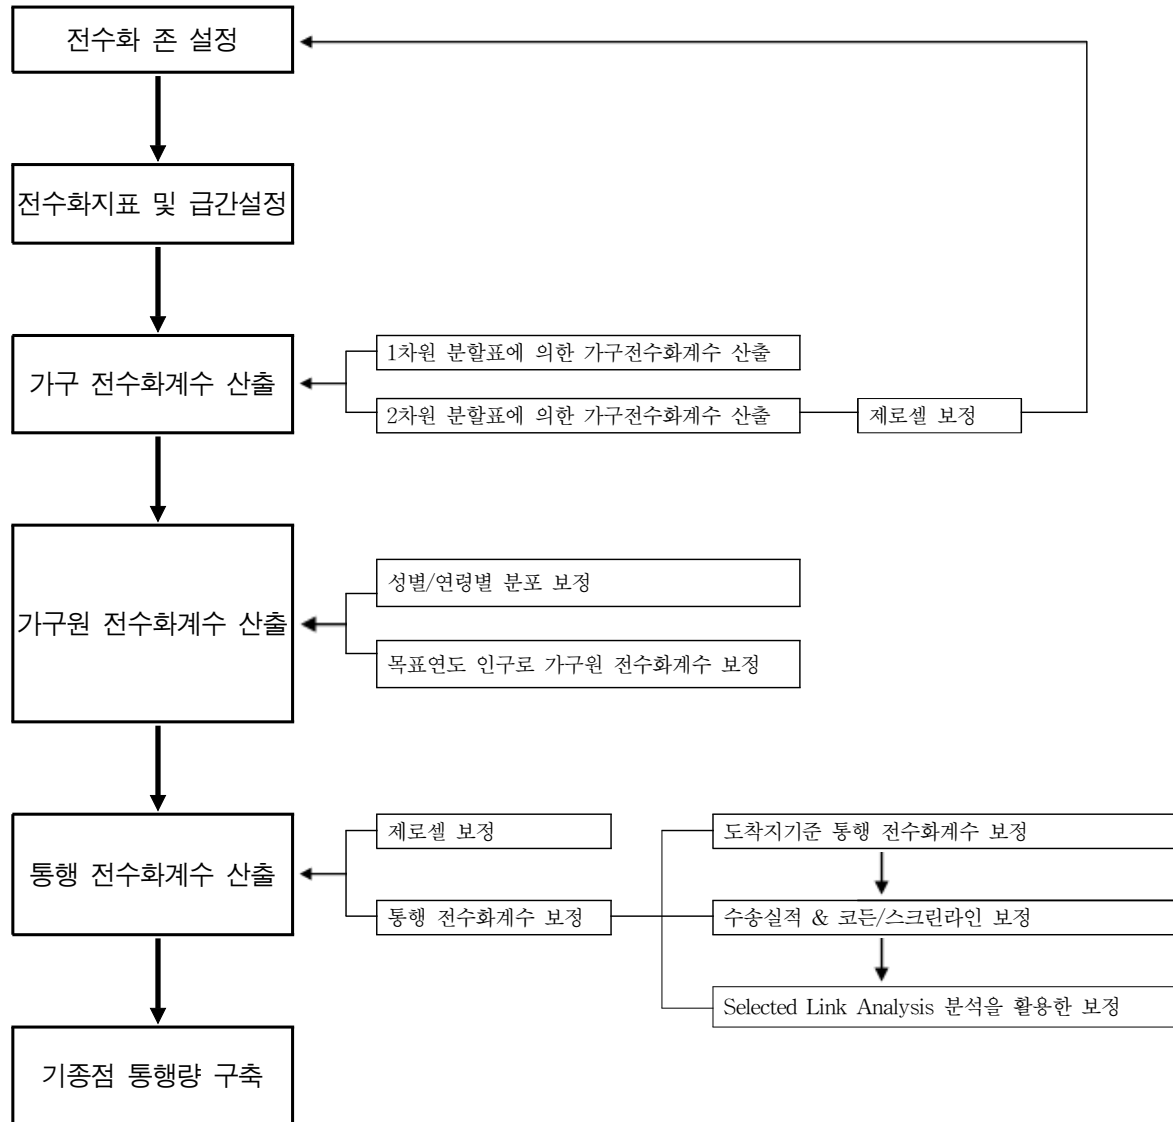 전수화 존 설정
전수화지표 및 급간설정
가구 전수화계수 산출
1차원 분할표에 의한 가구전수화계수 산출
2차원 분할표에 의한 가구전수화계수 산출
제로셀 보정
가구원 전수화계수 산출
성별/연령별 분포 보정
목표연도 인구로 가구원 전수화계수 보정
통행 전수화계수 산출
제로셀 보정
통행 전수화계수 보정
도착지기준 통행 전수화계수 보정
수송실적 & 코든/스크린라인 보정
Selected Link Analysis 분석을 활용한 보정
기종점 통행량 구축